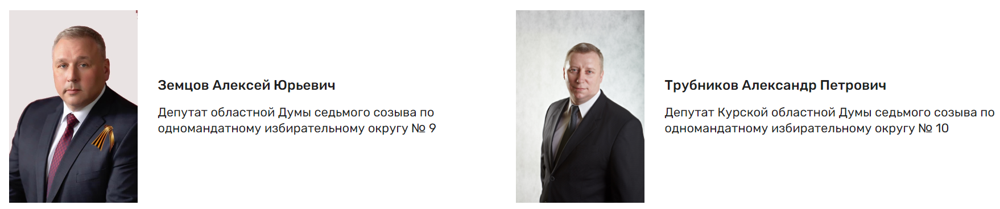 Земцов Алексей Юрьевич
Депутат областной Думы седьмого созыва по
одномандатному избирательному округу № 9
Трубников Александр Петрович
Депутат Курской областной Думы седьмого созыва по
одномандатному избирательному округу № 10